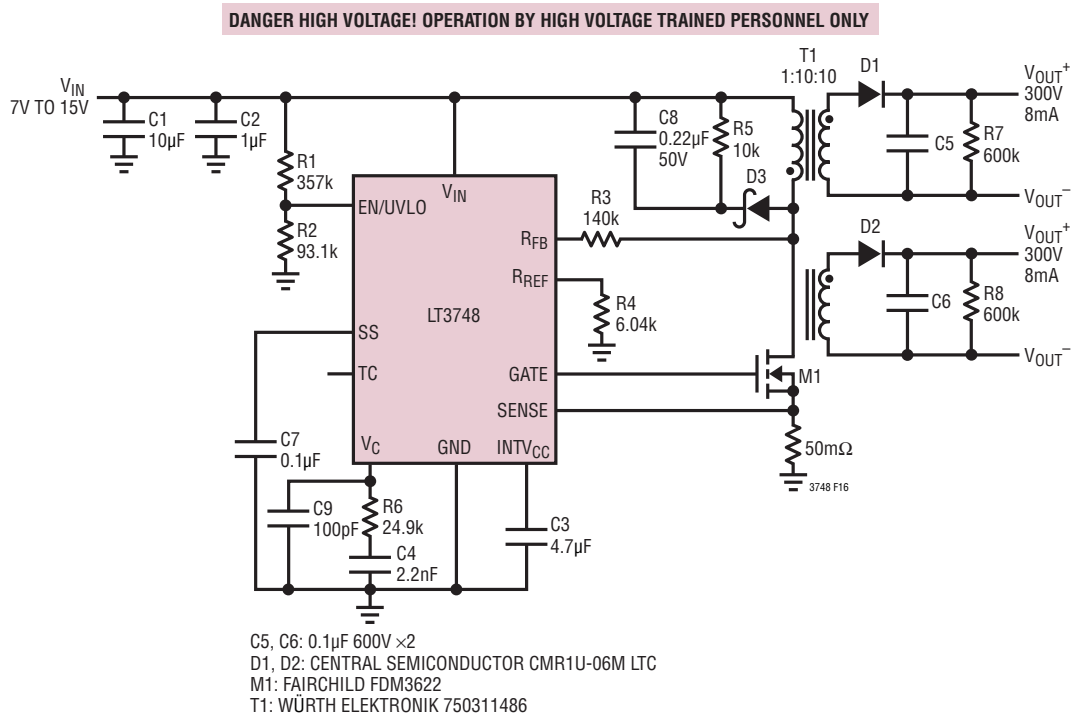 DANGER HIGH VOLTAGE! OPERATION BY HIGH VOLTAGE TRAINED PERSONNEL ONLY
VIN
7V TO 15V
C1
10µF
C2
1µF
R1
357k
R2
93.1k
C8
0.22µF
50V
R5
10k
D3
T1
1:10:10
D1
C5
R7
600k
VOUT+
300V
8mA
VOUT–
D2
C6
R8
600k
VOUT+
300V
8mA
VOUT–
VIN
EN/UVLO
RFB
R3
140k
RREF
R4
6.04k
LT3748
SS
TC
GATE
M1
SENSE
50mΩ
3748 F16
VC
GND
INTVCC
C7
0.1µF
C9
100pF
R6
24.9k
C4
2.2nF
C3
4.7µF
C5, C6: 0.1µF 600V ×2
D1, D2: CENTRAL SEMICONDUCTOR CMR1U-06M LTC
M1: FAIRCHILD FDM3622
T1: WÜRTH ELEKTRONIK 750311486